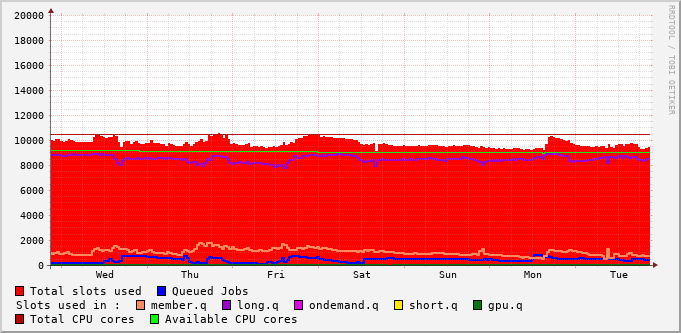 RRDTOOL / TOBI OETIKER
20000
18000
16000
14000
12000
10000
8000
6000
4000
2000
0
Wed Thu Fri Sat Sun Mon Tue
Total slots used Queued Jobs
Slots used in : member.q long.q ondemand.q short.q gpu.q
Total CPU cores Available CPU cores